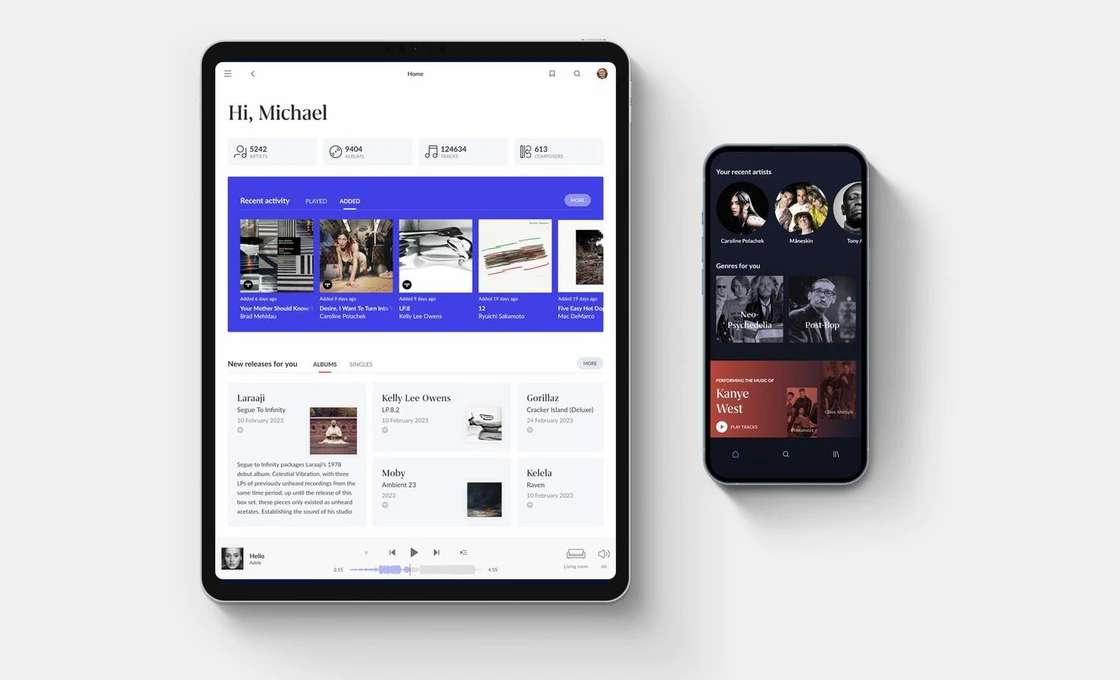 Home
Hi, Michael
5242
ARTISTS
9404
ALBUMS
124634
TRACKS
613
COMPOSERS
Recent activity PLAYED ADDED MORE
Added 6 days ago
Your Mother Should Know:
Brad Mehldau
Added 9 days ago
Desire, I Want To Turn Into
Caroline Polachek
Added 9 days ago
LP.8
Kelly Lee Owens
Added 19 days ago
12
Ryuichi Sakamoto
Added 19 days ago
Five Easy Hot Dog
Mac DeMarco
New releases for you ALBUMS SINGLES MORE
Laraaji
Segue To Infinity
10 February 2023
Segue to Infinity packages Laraaji's 1978
debut album, Celestial Vibration, with three
LPs of previously unheard recordings from the
same time period. up until the release of this
box set, these pieces only existed as unheard
acetates. Establishing the sound of his studio
Kelly Lee Owens
LP.8.2
10 February 2023
Gorillaz
Cracker Island (Deluxe)
24 February 2023
Moby
Ambient 23
2023
Kelela
Raven
10 February 2023
Hello
Adele
0:15
4:55
Living room
Your recent artists
Caroline Polachek
Måneskin
Tony
Genres for you
Neo-
Psychedelia
Post-Bop
PERFORMING THE MUSIC OF
Kanye
West
PLAY TRACKS